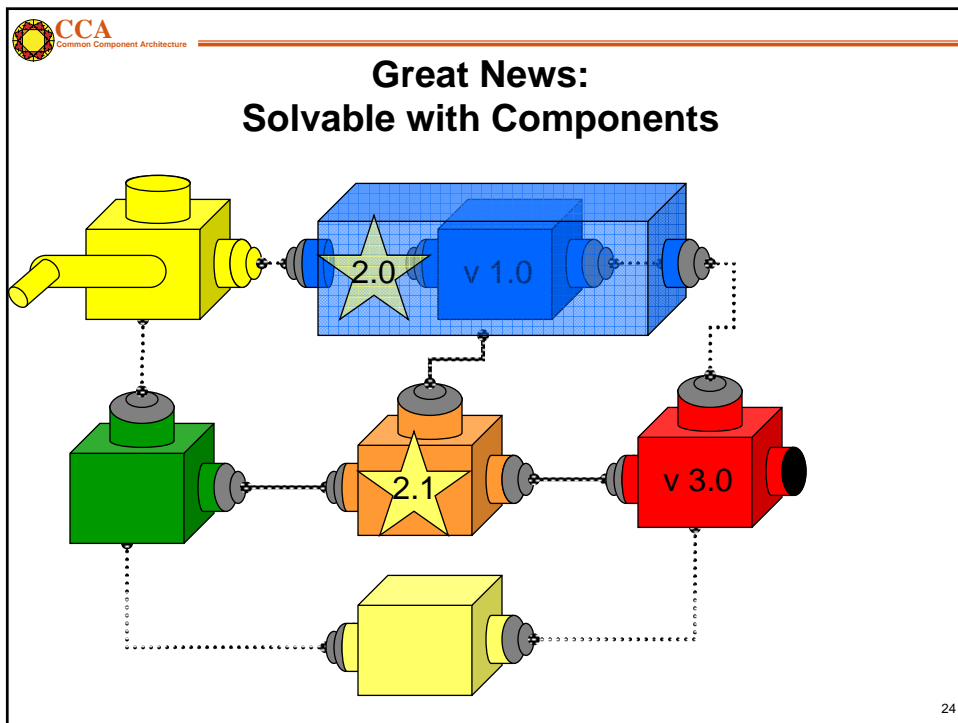 CCA
Common Component Architecture
Great News:
Solvable with Components
2.0
v 1.0
2.1
v 3.0
24